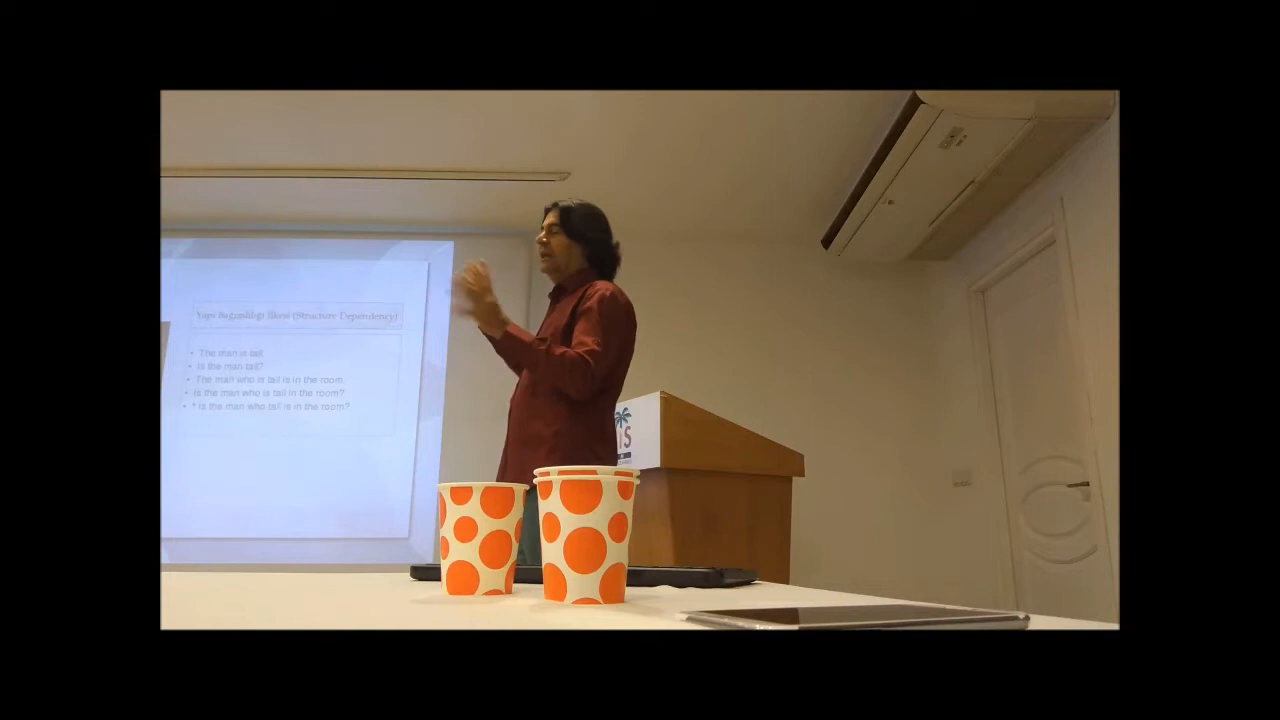 Yapı Bağımlılığı İlkesi (Structure Dependency)
• The man is tall
• Is the man tall?
• The man who is tall is in the room.
• Is the man who is tall in the room?
• * Is the man who tall is in the room?